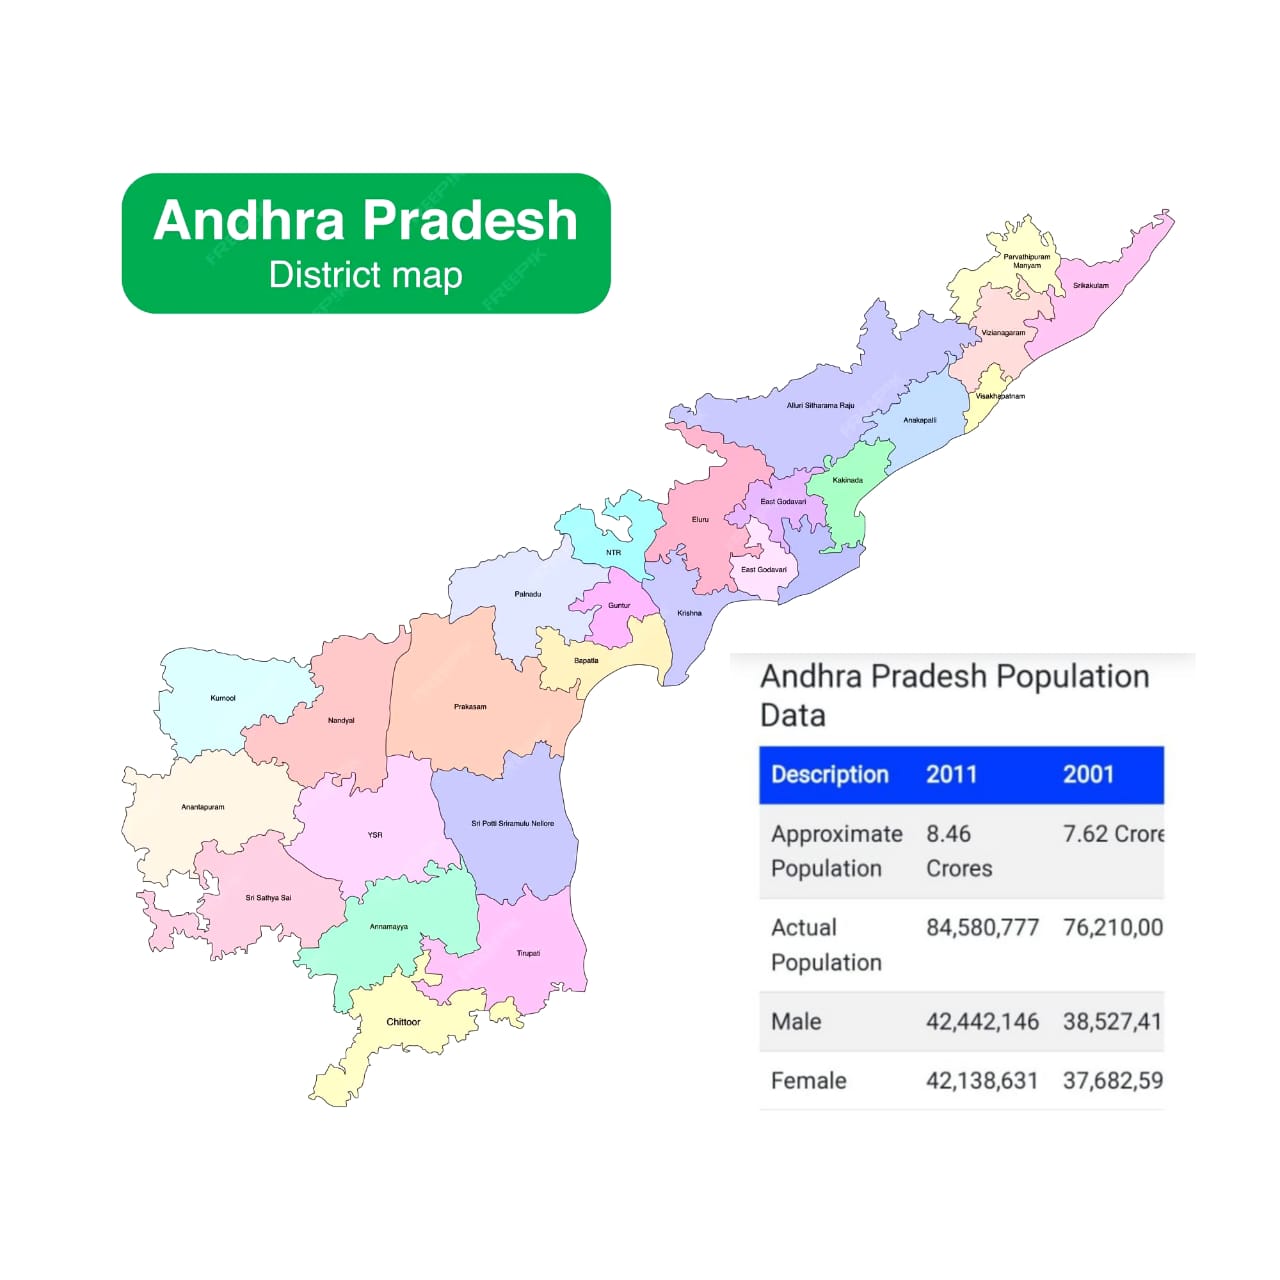 Andhra Pradesh
District map
Parvathipuram
Manyam
Srikakulam
Vizianagaram
Visakhapatnam
Alluri Sitharama Raju
Anakapalli
Kakinada
East Godavari
Eluru
NTR
East Godavari
Palnadu
Guntur
Krishna
Bapatla
Kurnool
Nandyal
Prakasam
Anantapuram
YSR
Sri Potti Sriramulu Nellore
Sri Sathya Sai
Annamayya
Tirupati
Chittoor
Andhra Pradesh Population
Data
Description 2011 2001
Approximate 8.46 7.62 Crore
Population Crores
Actual 84,580,777 76,210,00
Population
Male 42,442,146 38,527,41
Female 42,138,631 37,682,59
FREEPIK
FREEPIK